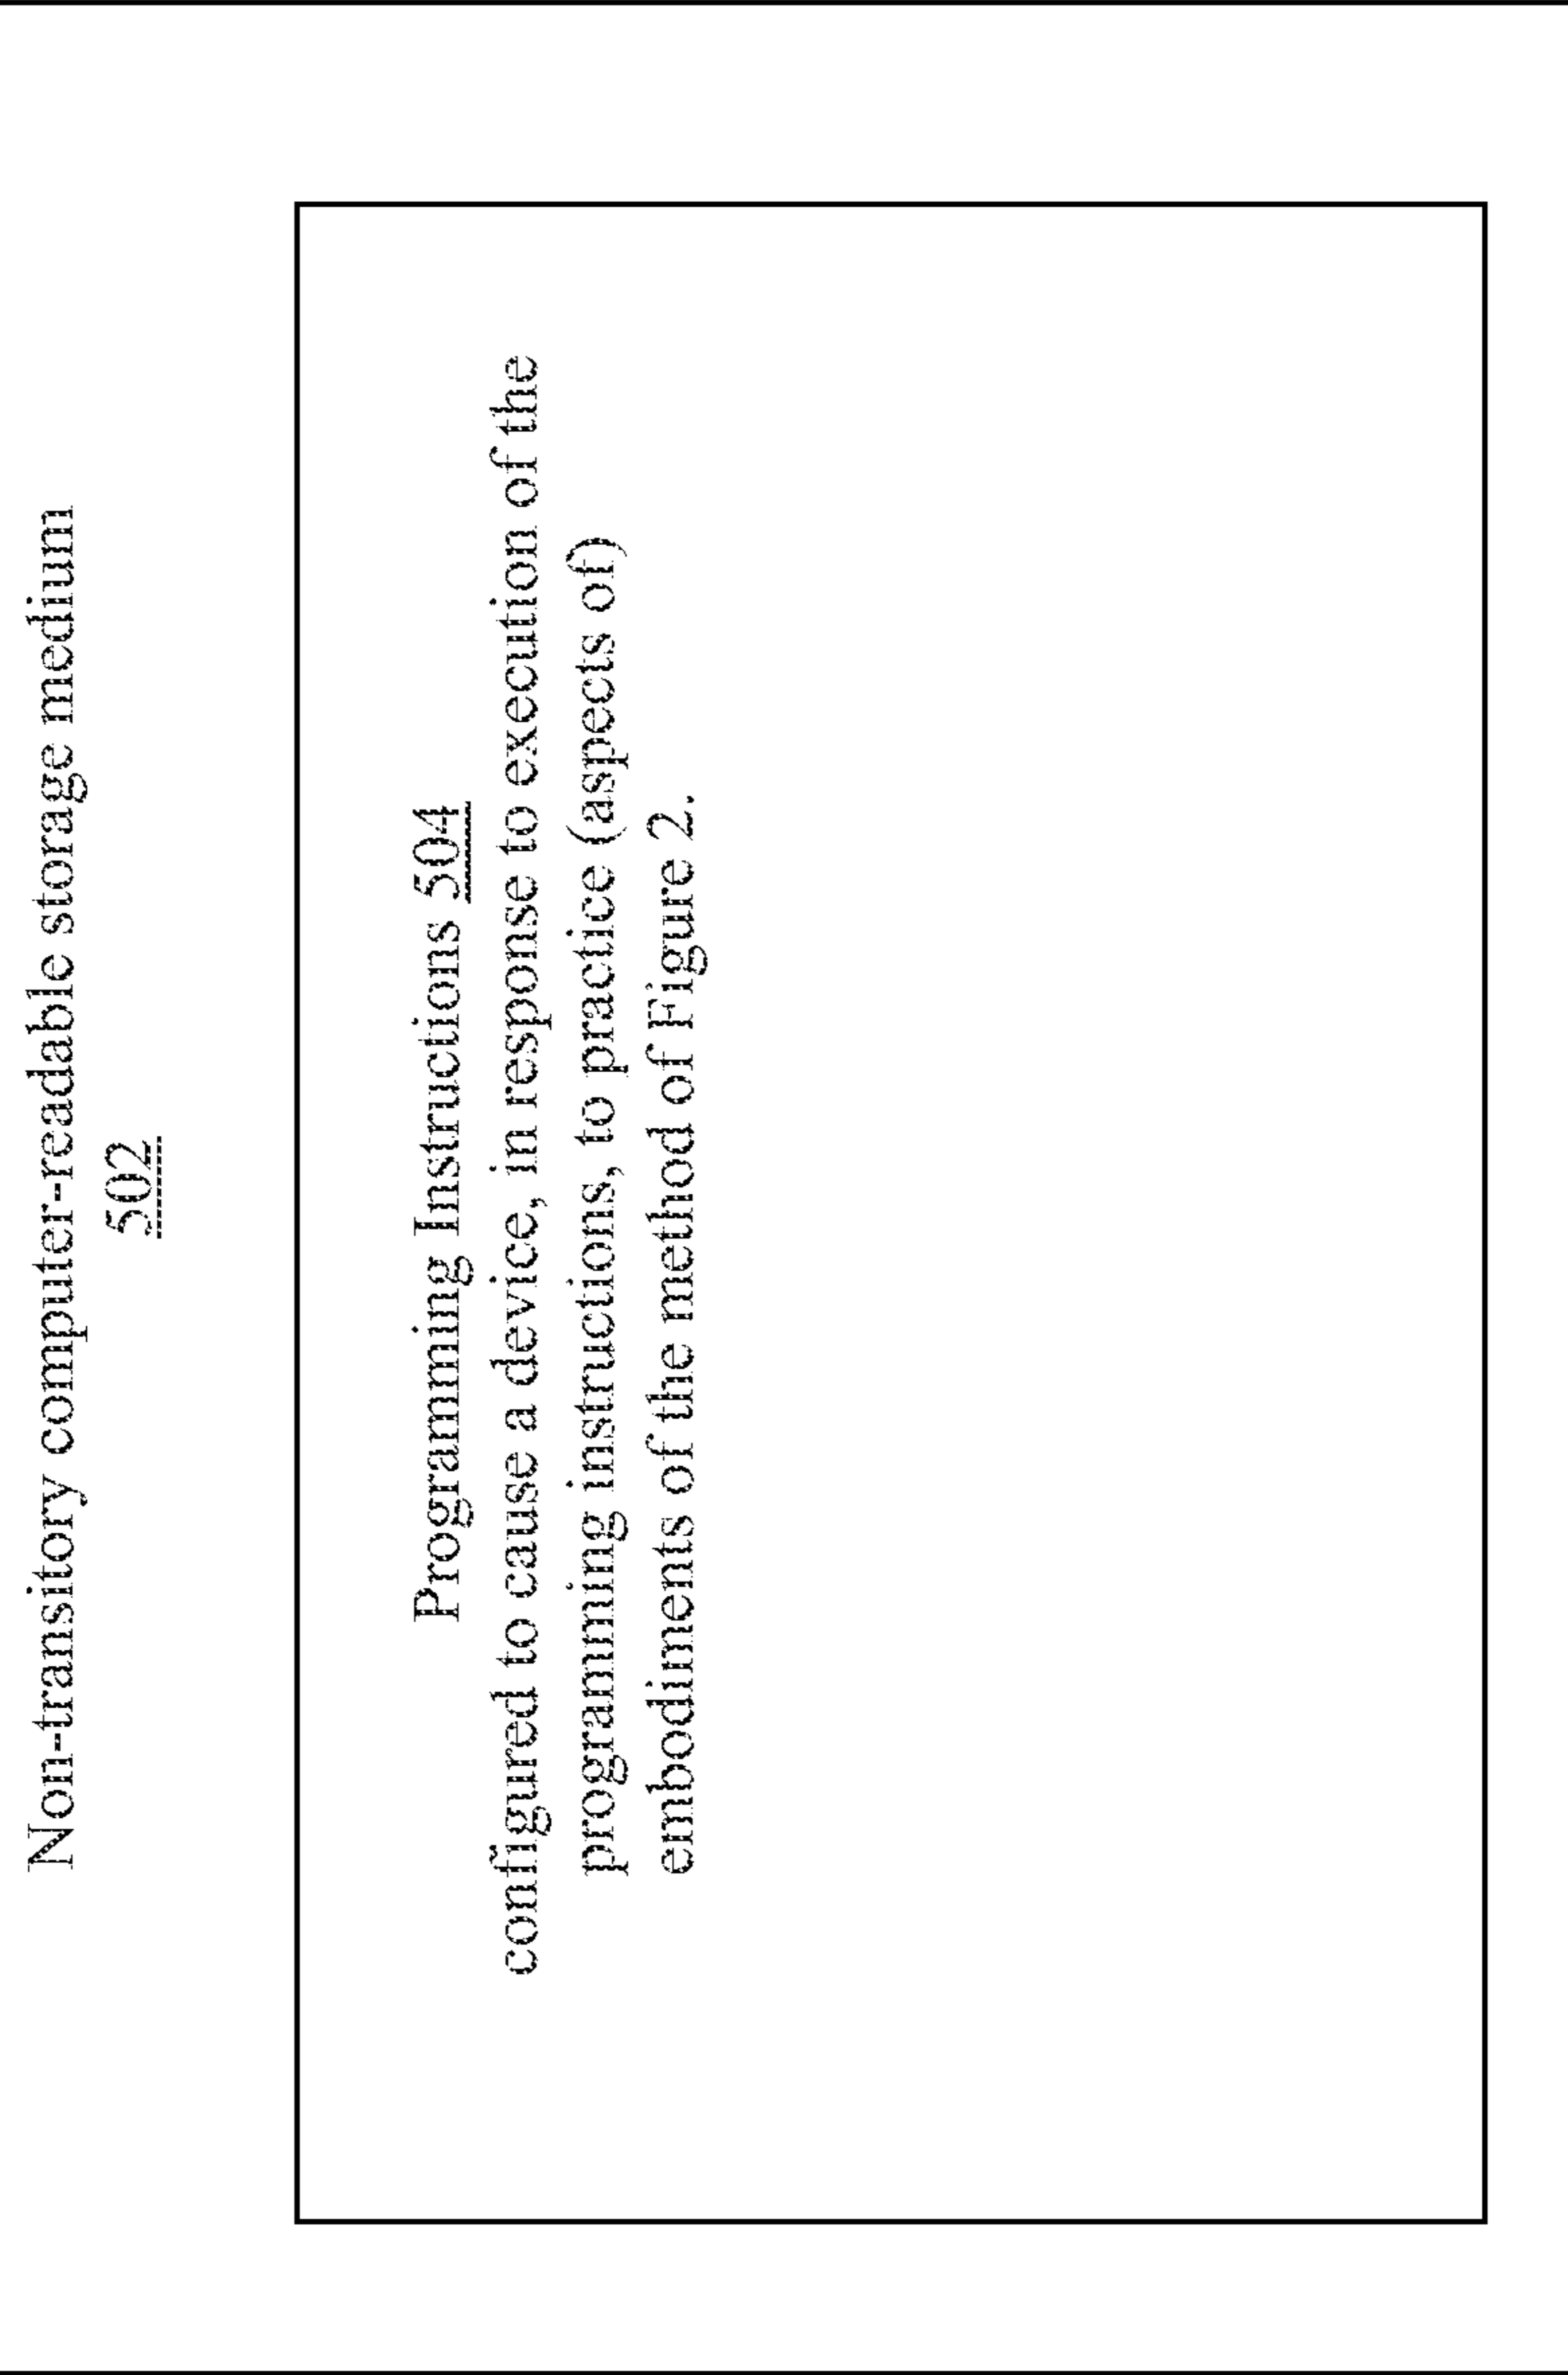 Non-transitory computer-readable storage medium
502
Programming Instructions 504
configured to cause a device, in response to execution of the
programming instructions, to practice (aspects of)
embodiments of the method of Figure 2.